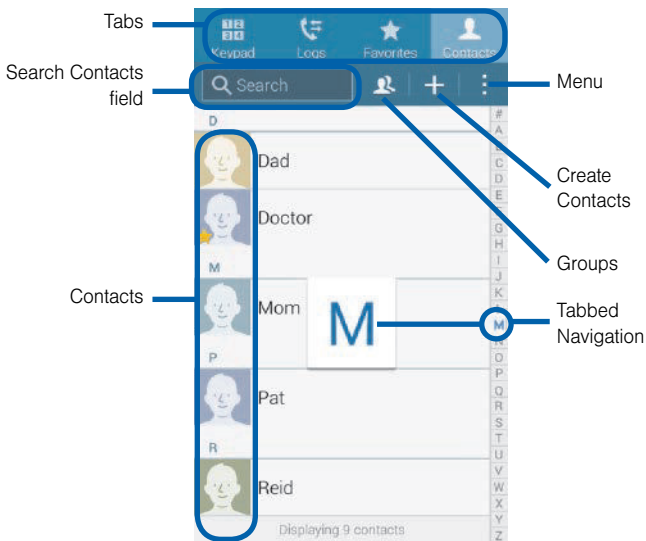 Tabs
Keypad Logs Favorites Contacts
Search Contacts
field
Search
Menu
D
Dad
Doctor
M
Mom
M
P
Pat
R
Reid
Displaying 9 contacts
Contacts
Create
Contacts
Groups
Tabbed
Navigation
#
A
C
D
E
G
H
I
J
K
M
N
O
P
Q
R
S
T
U
V
W
X
Y
Z